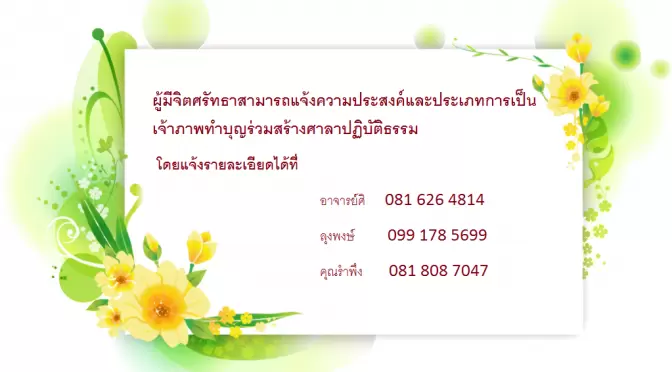 ผู้มีจิตศรัทธาสามารถแจ้งความประสงค์และประเภทการเป็น
เจ้าภาพทำบุญร่วมสร้างศาลาปฏิบัติธรรม
โดยแจ้งรายละเอียดได้ที่
อาจารย์ศิ 081 626 4814
ลุงพงษ์ 099 178 5699
คุณรำพึง 081 808 7047